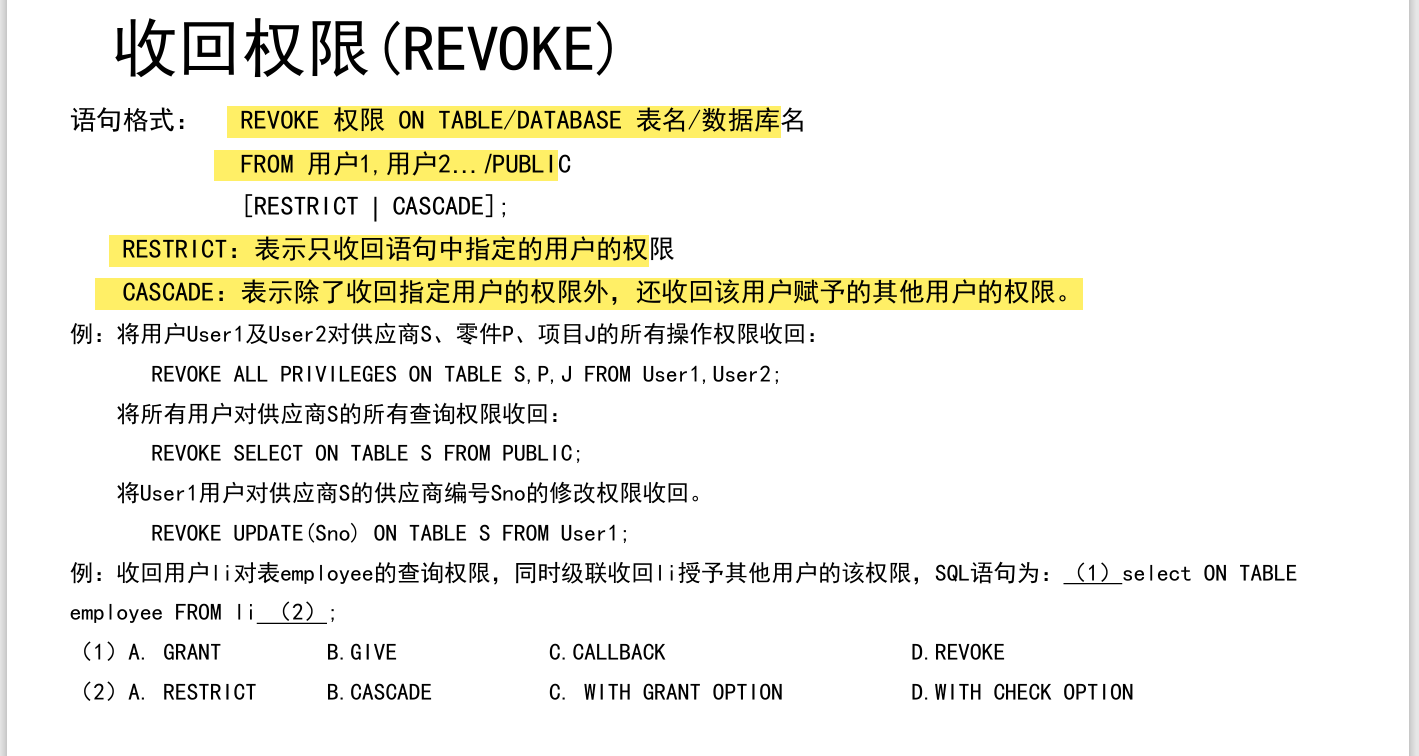 收回权限(REVOKE)
语句格式： REVOKE 权限 ON TABLE/DATABASE 表名/数据库名
FROM 用户1,用户2…/PUBLIC
[RESTRICT | CASCADE];
RESTRICT：表示只收回语句中指定的用户的权限
CASCADE：表示除了收回指定用户的权限外，还收回该用户赋予的其他用户的权限。
例：将用户User1及User2对供应商S、零件P、项目J的所有操作权限收回：
REVOKE ALL PRIVILEGES ON TABLE S,P,J FROM User1,User2;
将所有用户对供应商S的所有查询权限收回：
REVOKE SELECT ON TABLE S FROM PUBLIC;
将User1用户对供应商S的供应商编号Sno的修改权限收回。
REVOKE UPDATE(Sno) ON TABLE S FROM User1;
例：收回用户li对表employee的查询权限，同时级联收回li授予其他用户的该权限，SQL语句为：（1）select ON TABLE
employee FROM li（2）;
（1）A. GRANT B.GIVE C.CALLBACK D.REVOKE
（2）A. RESTRICT B.CASCADE C. WITH GRANT OPTION D.WITH CHECK OPTION